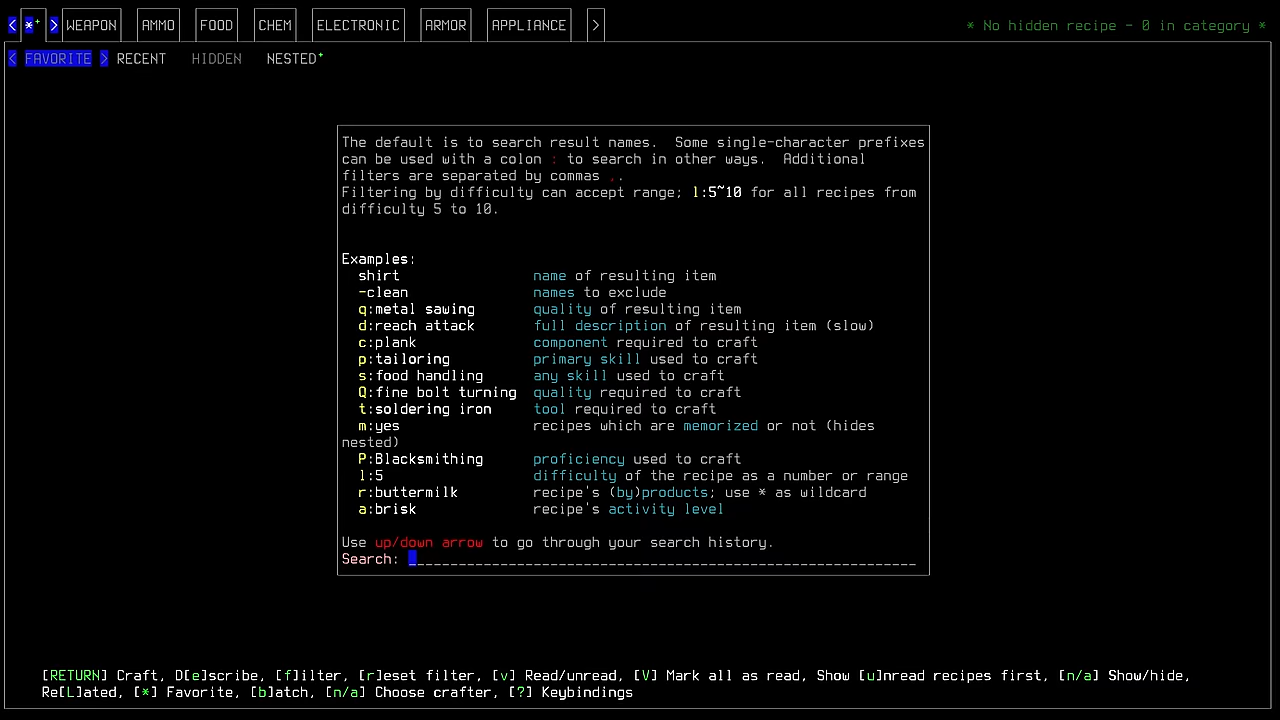 < *⁺ > WEAPON AMMO FOOD CHEM ELECTRONIC ARMOR APPLIANCE > * No hidden recipe - 0 in category *
< FAVORITE > RECENT HIDDEN NESTED⁺
The default is to search result names. Some single-character prefixes
can be used with a colon : to search in other ways. Additional
filters are separated by commas ,.
Filtering by difficulty can accept range; l:5~10 for all recipes from
difficulty 5 to 10.
Examples:
shirt name of resulting item
-clean names to exclude
q:metal sawing quality of resulting item
d:reach attack full description of resulting item (slow)
c:plank component required to craft
p:tailoring primary skill used to craft
s:food handling any skill used to craft
Q:fine bolt turning quality required to craft
t:soldering iron tool required to craft
m:yes recipes which are memorized or not (hides
nested)
P:Blacksmithing proficiency used to craft
l:5 difficulty of the recipe as a number or range
r:buttermilk recipe's (by)products; use * as wildcard
a:brisk recipe's activity level
Use up/down arrow to go through your search history.
Search: _____________________________________________________________
[RETURN] Craft, D[e]scribe, [f]ilter, [r]eset filter, [v] Read/unread, [V] Mark all as read, Show [u]nread recipes first, [n/a] Show/hide,
Re[L]ated, [*] Favorite, [b]atch, [n/a] Choose crafter, [?] Keybindings